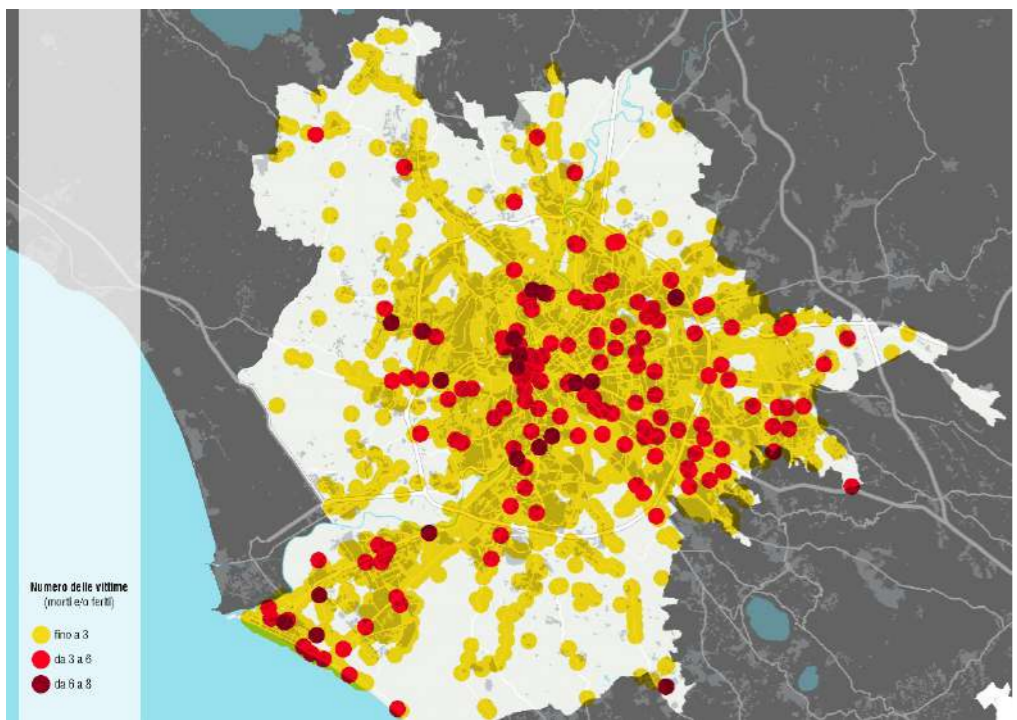 Numero delle vittime
(morti e/o feriti)
fino a 3
da 3 a 6
da 6 a 8